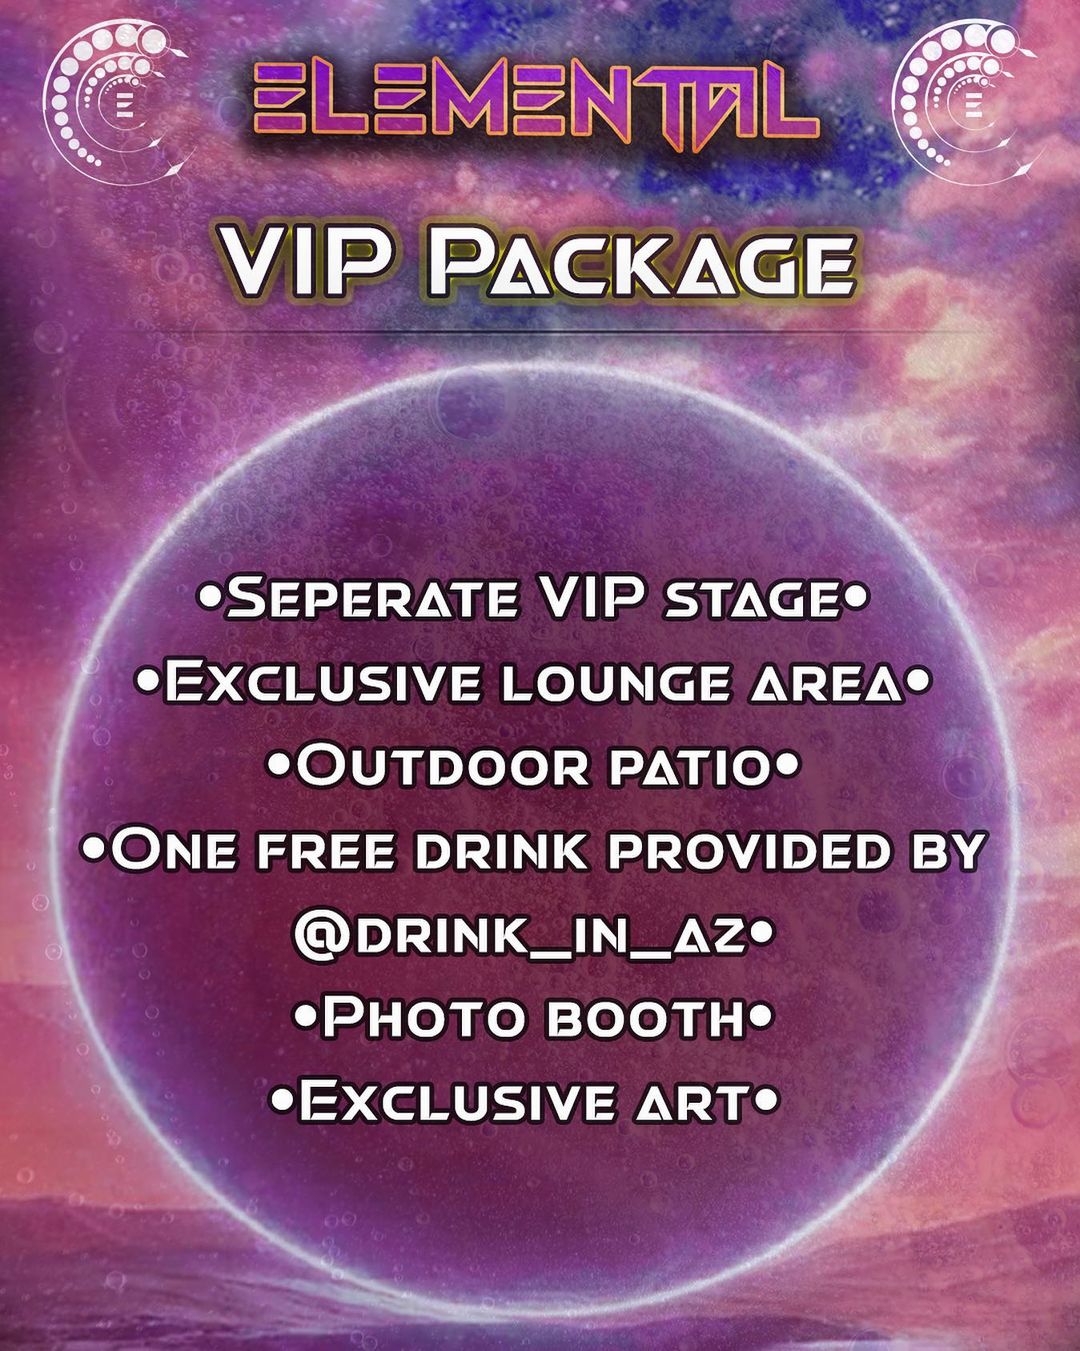 E
ELEMENTAL
E
VIP Package
•Seperate VIP stage•
•Exclusive lounge area•
•Outdoor patio•
•One free drink provided by
@drink_in_az•
•Photo booth•
•Exclusive art•